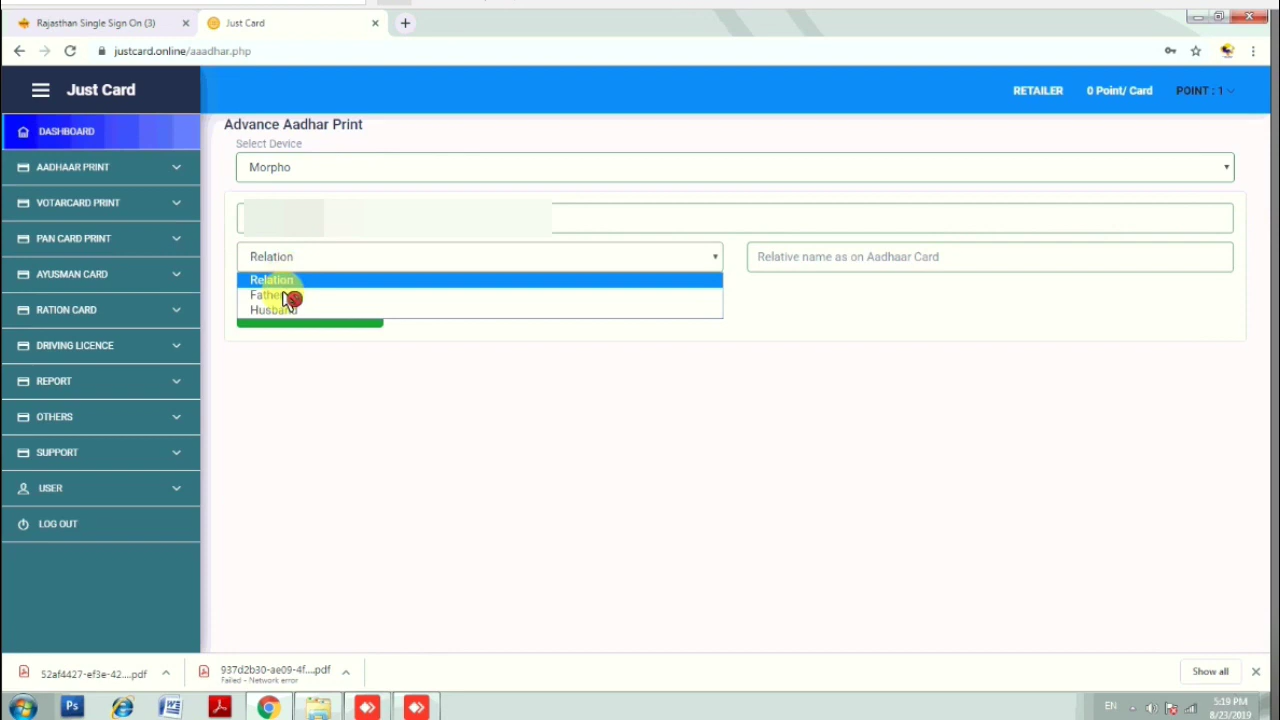 Rajasthan Single Sign On (3)
Just Card
justcard.online/aaadhar.php
Just Card
RETAILER
0 Point/ Card
POINT : 1
DASHBOARD
AADHAAR PRINT
VOTARCARD PRINT
PAN CARD PRINT
AYUSMAN CARD
RATION CARD
DRIVING LICENCE
REPORT
OTHERS
SUPPORT
USER
LOG OUT
Advance Aadhar Print
Select Device
Morpho
Relation
Relative name as on Aadhaar Card
Relation
Father
Husband
52af4427-ef3e-42....pdf
937d2b30-ae09-4f....pdf
Failed - Network error
Show all
Ps
EN
5:19 PM
8/23/2019